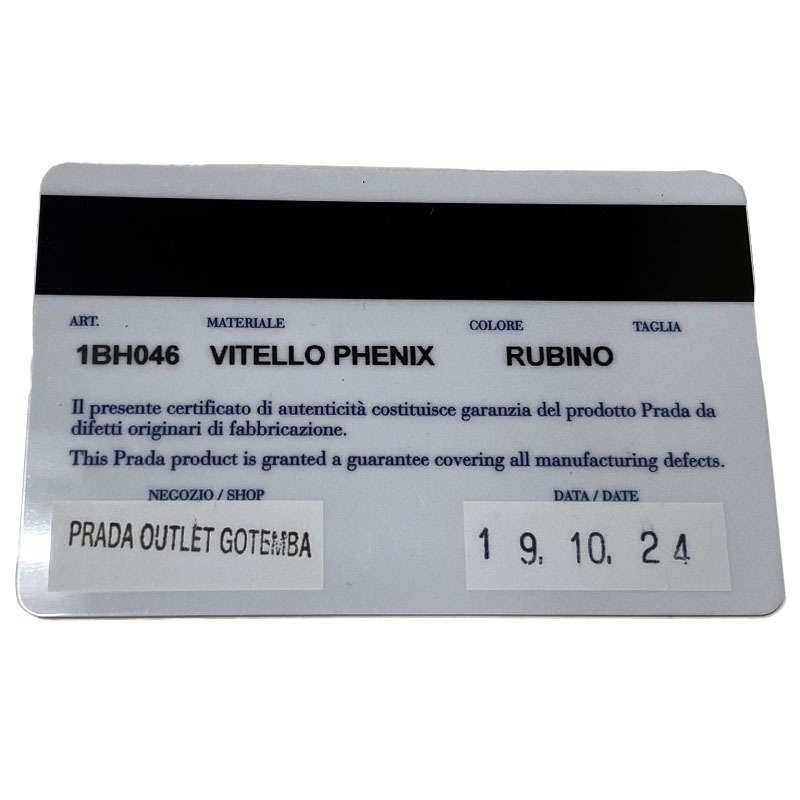 ART. MATERIALE COLORE TAGLIA
1BH046 VITELLO PHENIX RUBINO
Il presente certificato di autenticità costituisce garanzia del prodotto Prada da
difetti originari di fabbricazione.
This Prada product is granted a guarantee covering all manufacturing defects.
NEGOZIO / SHOP DATA / DATE
PRADA OUTLET GOTEMBA 19. 10. 24